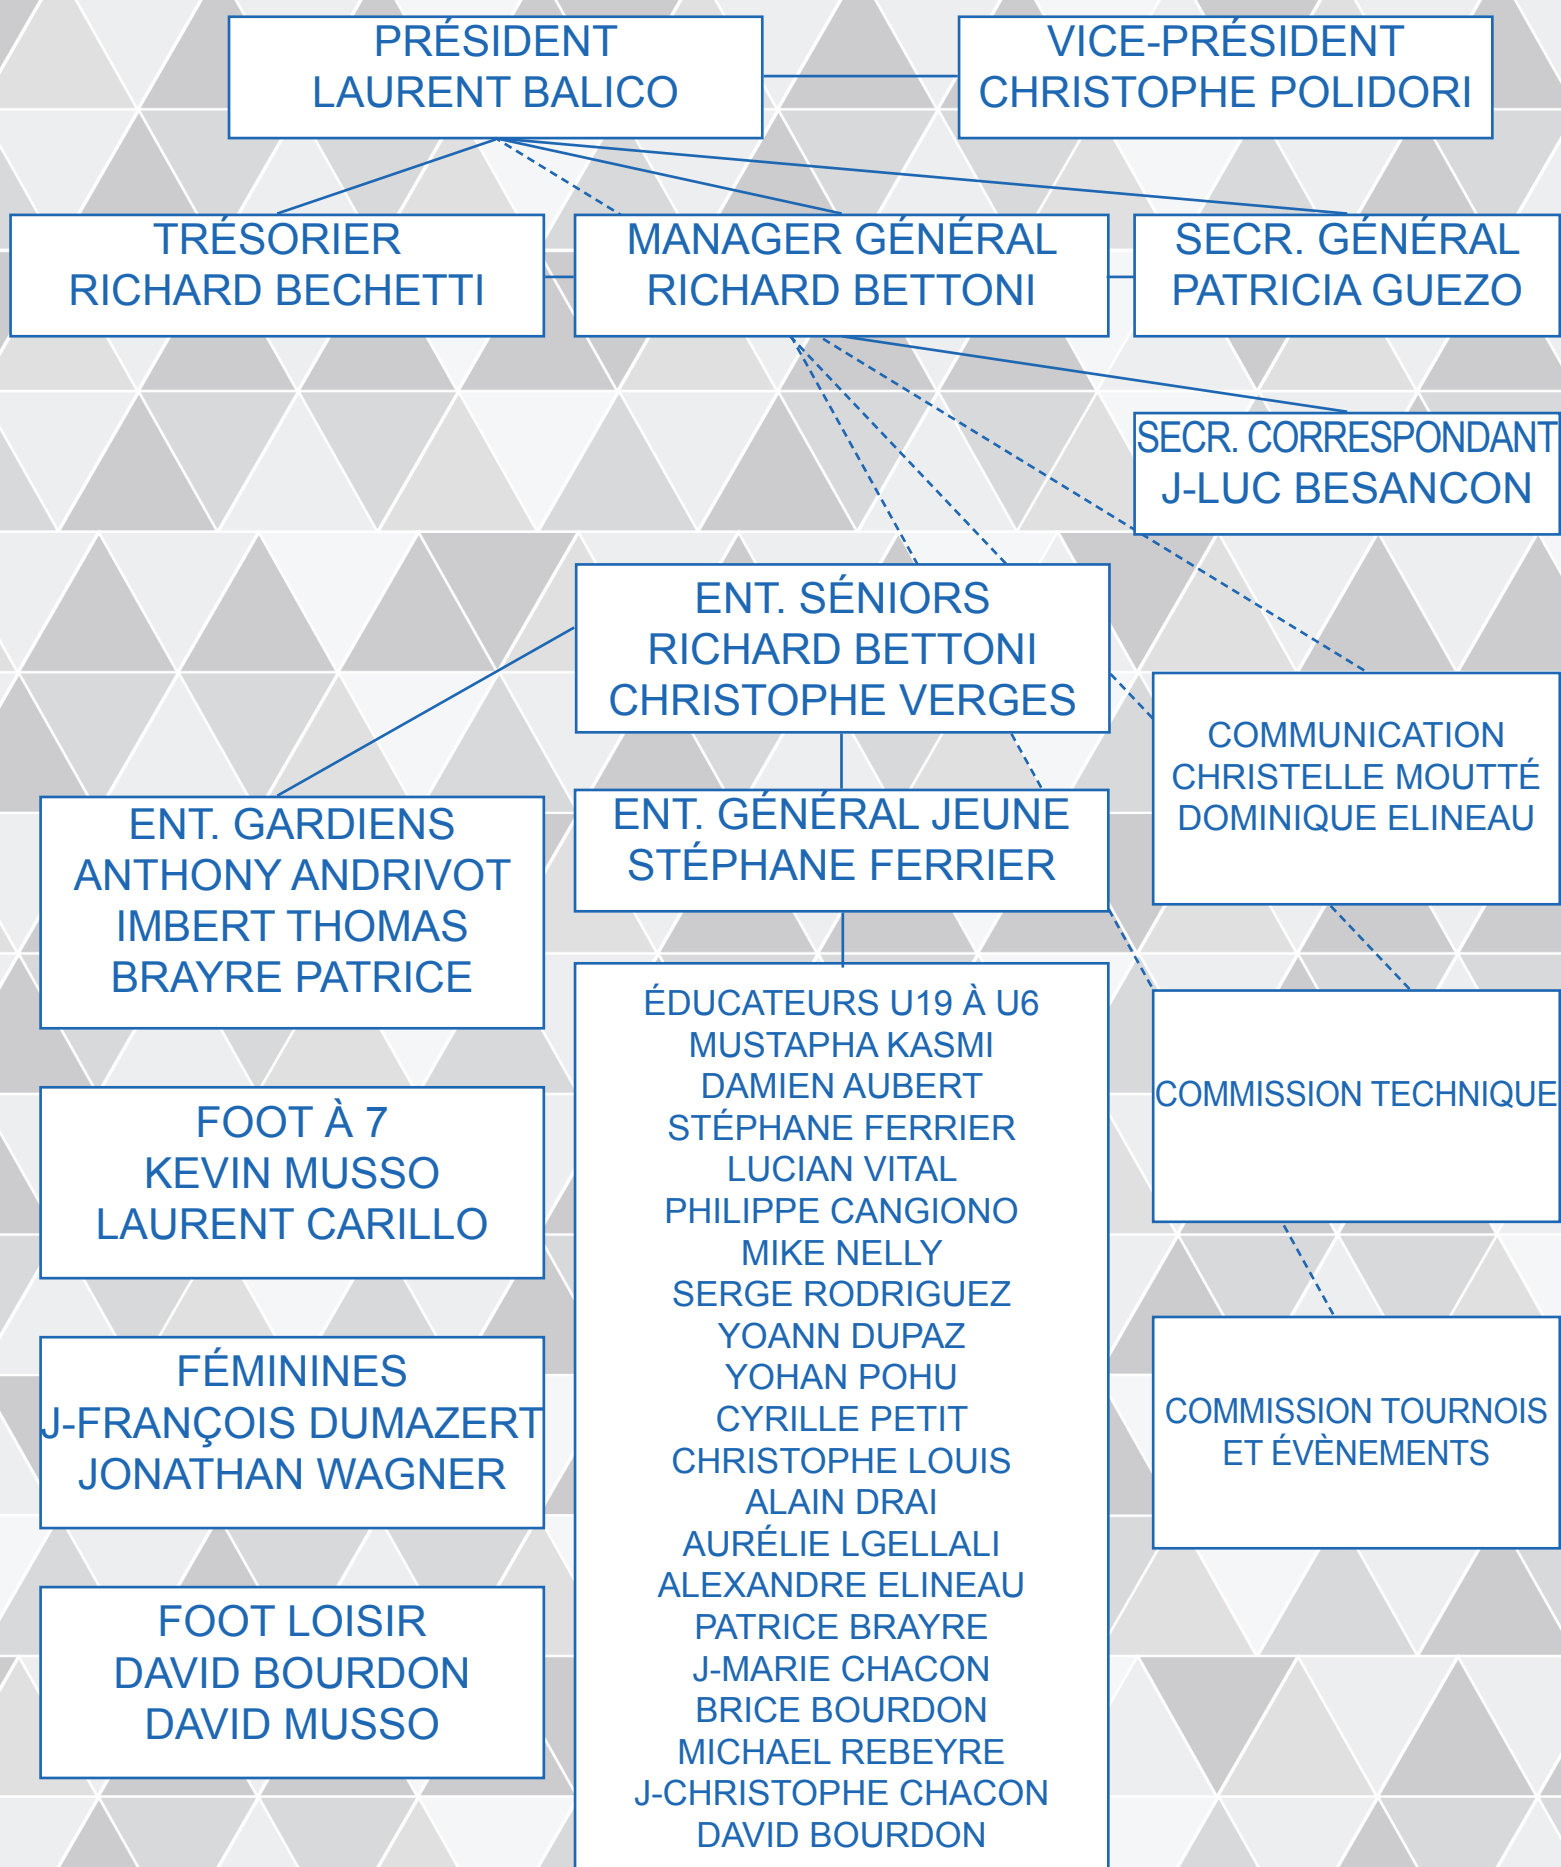 PRÉSIDENT
LAURENT BALICO
VICE-PRÉSIDENT
CHRISTOPHE POLIDORI
TRÉSORIER
RICHARD BECHETTI
MANAGER GÉNÉRAL
RICHARD BETTONI
SECR. GÉNÉRAL
PATRICIA GUEZO
SECR. CORRESPONDANT
J-LUC BESANCON
ENT. SÉNIORS
RICHARD BETTONI
CHRISTOPHE VERGES
COMMUNICATION
CHRISTELLE MOUTTÉ
DOMINIQUE ELINEAU
ENT. GÉNÉRAL JEUNE
STÉPHANE FERRIER
ENT. GARDIENS
ANTHONY ANDRIVOT
IMBERT THOMAS
BRAYRE PATRICE
FOOT À 7
KEVIN MUSSO
LAURENT CARILLO
FÉMININES
J-FRANÇOIS DUMAZERT
JONATHAN WAGNER
FOOT LOISIR
DAVID BOURDON
DAVID MUSSO
ÉDUCATEURS U19 À U6
MUSTAPHA KASMI
DAMIEN AUBERT
STÉPHANE FERRIER
LUCIAN VITAL
PHILIPPE CANGIONO
MIKE NELLY
SERGE RODRIGUEZ
YOANN DUPAZ
YOHAN POHU
CYRILLE PETIT
CHRISTOPHE LOUIS
ALAIN DRAI
AURÉLIE LGELLALI
ALEXANDRE ELINEAU
PATRICE BRAYRE
J-MARIE CHACON
BRICE BOURDON
MICHAEL REBEYRE
J-CHRISTOPHE CHACON
DAVID BOURDON
COMMISSION TECHNIQUE
COMMISSION TOURNOIS
ET ÉVÈNEMENTS